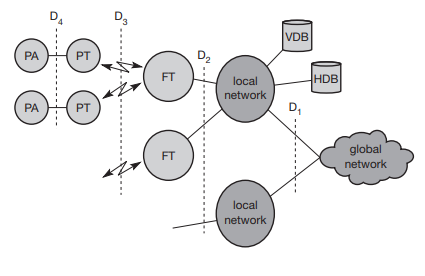 D4
D3
D2
VDB
HDB
PA
PT
FT
local
network
PA
PT
D1
FT
global
network
local
network